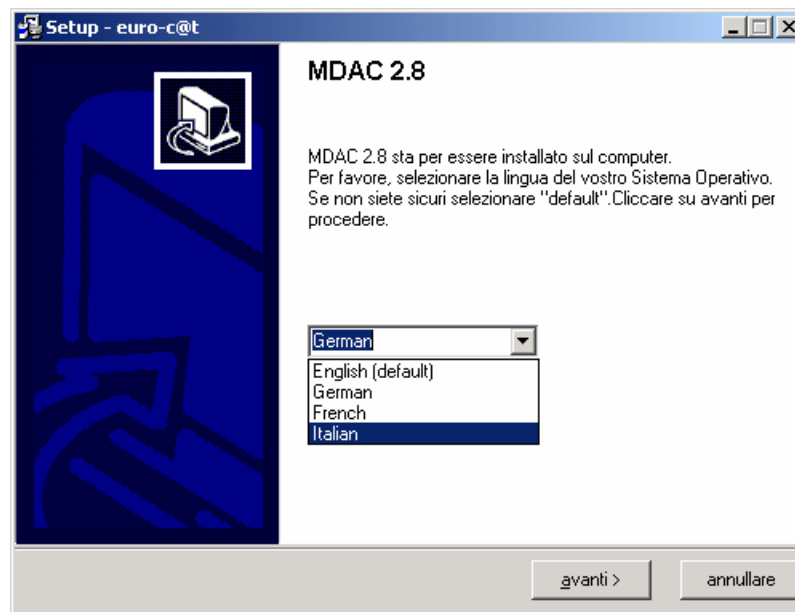 Setup - euro-c@t
MDAC 2.8
MDAC 2.8 sta per essere installato sul computer.
Per favore, selezionare la lingua del vostro Sistema Operativo.
Se non siete sicuri selezionare "default".Cliccare su avanti per
procedere.
German
English (default)
German
French
Italian
avanti >
annullare